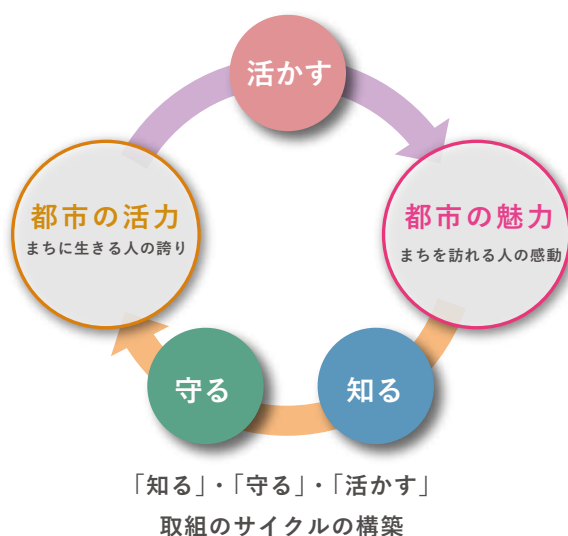 活かす
都市の活力
まちに生きる人の誇り
都市の魅力
まちを訪れる人の感動
守る
知る
「知る」・「守る」・「活かす」
取組のサイクルの構築